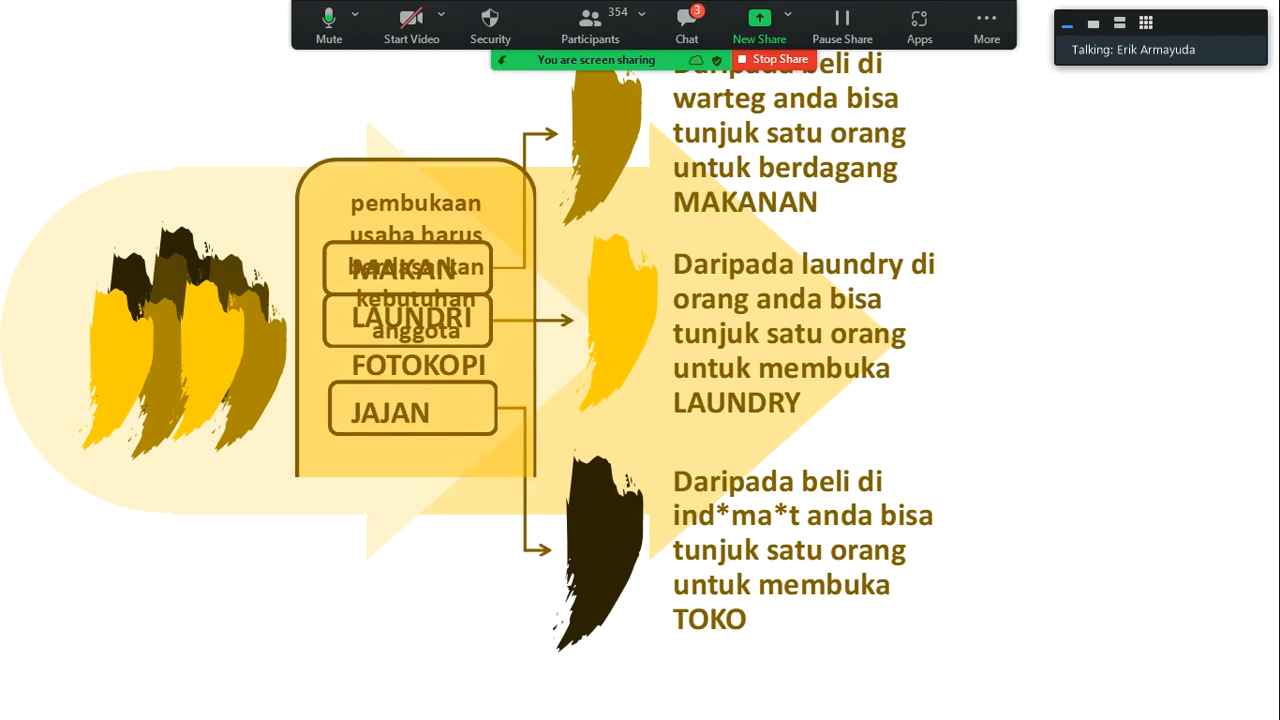 354
3
Mute
Start Video
Security
Participants
Chat
New Share
Pause Share
Apps
More
You are screen sharing
Stop Share
Talking: Erik Armayuda
Daripada beli di
warteg anda bisa
tunjuk satu orang
untuk berdagang
MAKANAN
pembukaan
usaha harus
berdasarkan
kebutuhan
anggota
MAKAN
LAUNDRI
FOTOKOPI
JAJAN
Daripada laundry di
orang anda bisa
tunjuk satu orang
untuk membuka
LAUNDRY
Daripada beli di
ind*ma*t anda bisa
tunjuk satu orang
untuk membuka
TOKO